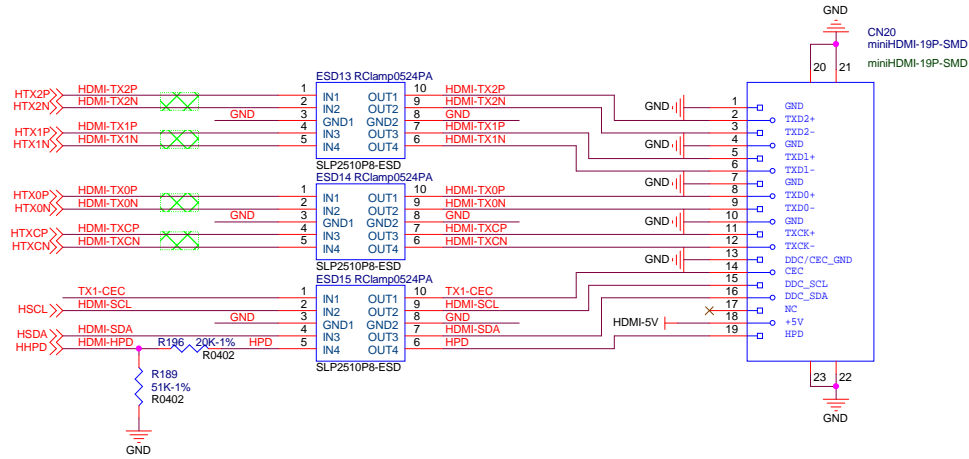 GND
CN20
miniHDMI-19P-SMD
20 21
miniHDMI-19P-SMD
ESD13 RClamp0524PA
HTX2P HDMI-TX2P 1 IN1 OUT1 10 HDMI-TX2P
HTX2N HDMI-TX2N 2 IN2 OUT2 9 HDMI-TX2N
GND 3 GND1 GND2 8 GND
HTX1P HDMI-TX1P 4 IN3 OUT3 7 HDMI-TX1P
HTX1N HDMI-TX1N 5 IN4 OUT4 6 HDMI-TX1N
SLP2510P8-ESD
ESD14 RClamp0524PA
HTX0P HDMI-TX0P 1 IN1 OUT1 10 HDMI-TX0P
HTX0N HDMI-TX0N 2 IN2 OUT2 9 HDMI-TX0N
GND 3 GND1 GND2 8 GND
HTXCP HDMI-TXCP 4 IN3 OUT3 7 HDMI-TXCP
HTXCN HDMI-TXCN 5 IN4 OUT4 6 HDMI-TXCN
SLP2510P8-ESD
ESD15 RClamp0524PA
TX1-CEC 1 IN1 OUT1 10 TX1-CEC
HSCL HDMI-SCL 2 IN2 OUT2 9 HDMI-SCL
GND 3 GND1 GND2 8 GND
HSDA HDMI-SDA 4 IN3 OUT3 7 HDMI-SDA
HHPD HDMI-HPD R196 20K-1% HPD 5 IN4 OUT4 6 HPD
R0402
SLP2510P8-ESD
R189
51K-1%
R0402
GND
GND 1 GND
2 TXD2+
3 TXD2-
GND 4 GND
5 TXD1+
6 TXD1-
GND 7 GND
8 TXD0+
9 TXD0-
GND 10 GND
11 TXCK+
12 TXCK-
GND 13 DDC/CEC_GND
14 CEC
15 DDC_SCL
16 DDC_SDA
17 NC
HDMI-5V 18 +5V
19 HPD
23 22
GND